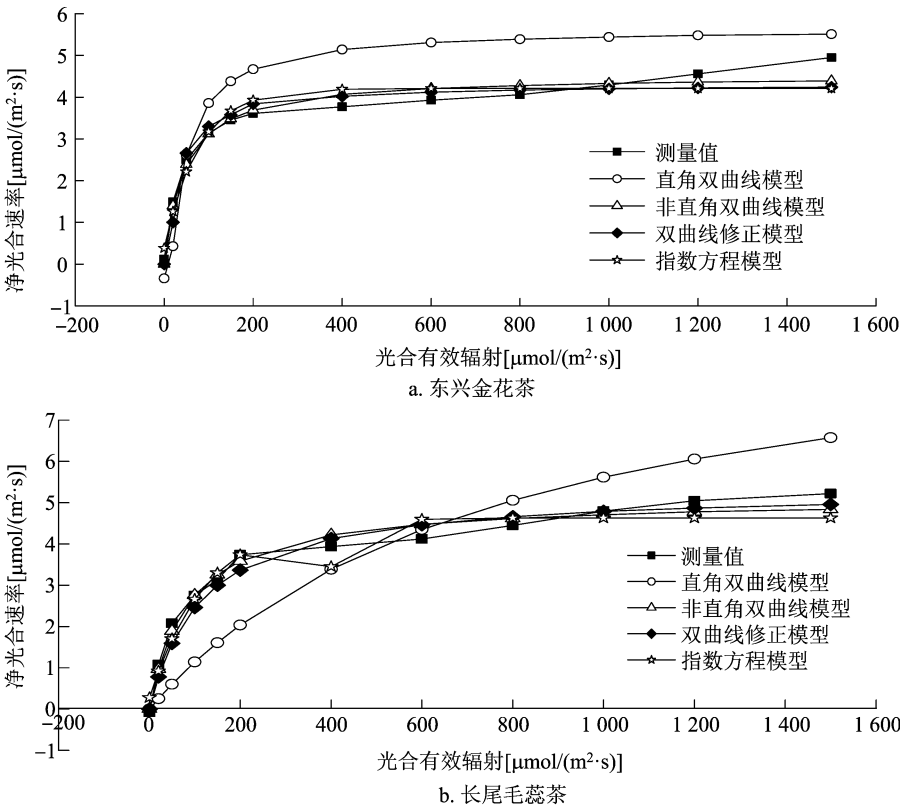 6
5
4
3
2
1
0
−1
净光合速率[μmol/(m²·s)]
测量值
直角双曲线模型
非直角双曲线模型
双曲线修正模型
指数方程模型
−200 0 200 400 600 800 1 000 1 200 1 400 1 600
光合有效辐射[μmol/(m²·s)]
a. 东兴金花茶
7
6
5
4
3
2
1
0
−1
净光合速率[μmol/(m²·s)]
测量值
直角双曲线模型
非直角双曲线模型
双曲线修正模型
指数方程模型
−200 0 200 400 600 800 1 000 1 200 1 400 1 600
光合有效辐射[μmol/(m²·s)]
b. 长尾毛蕊茶